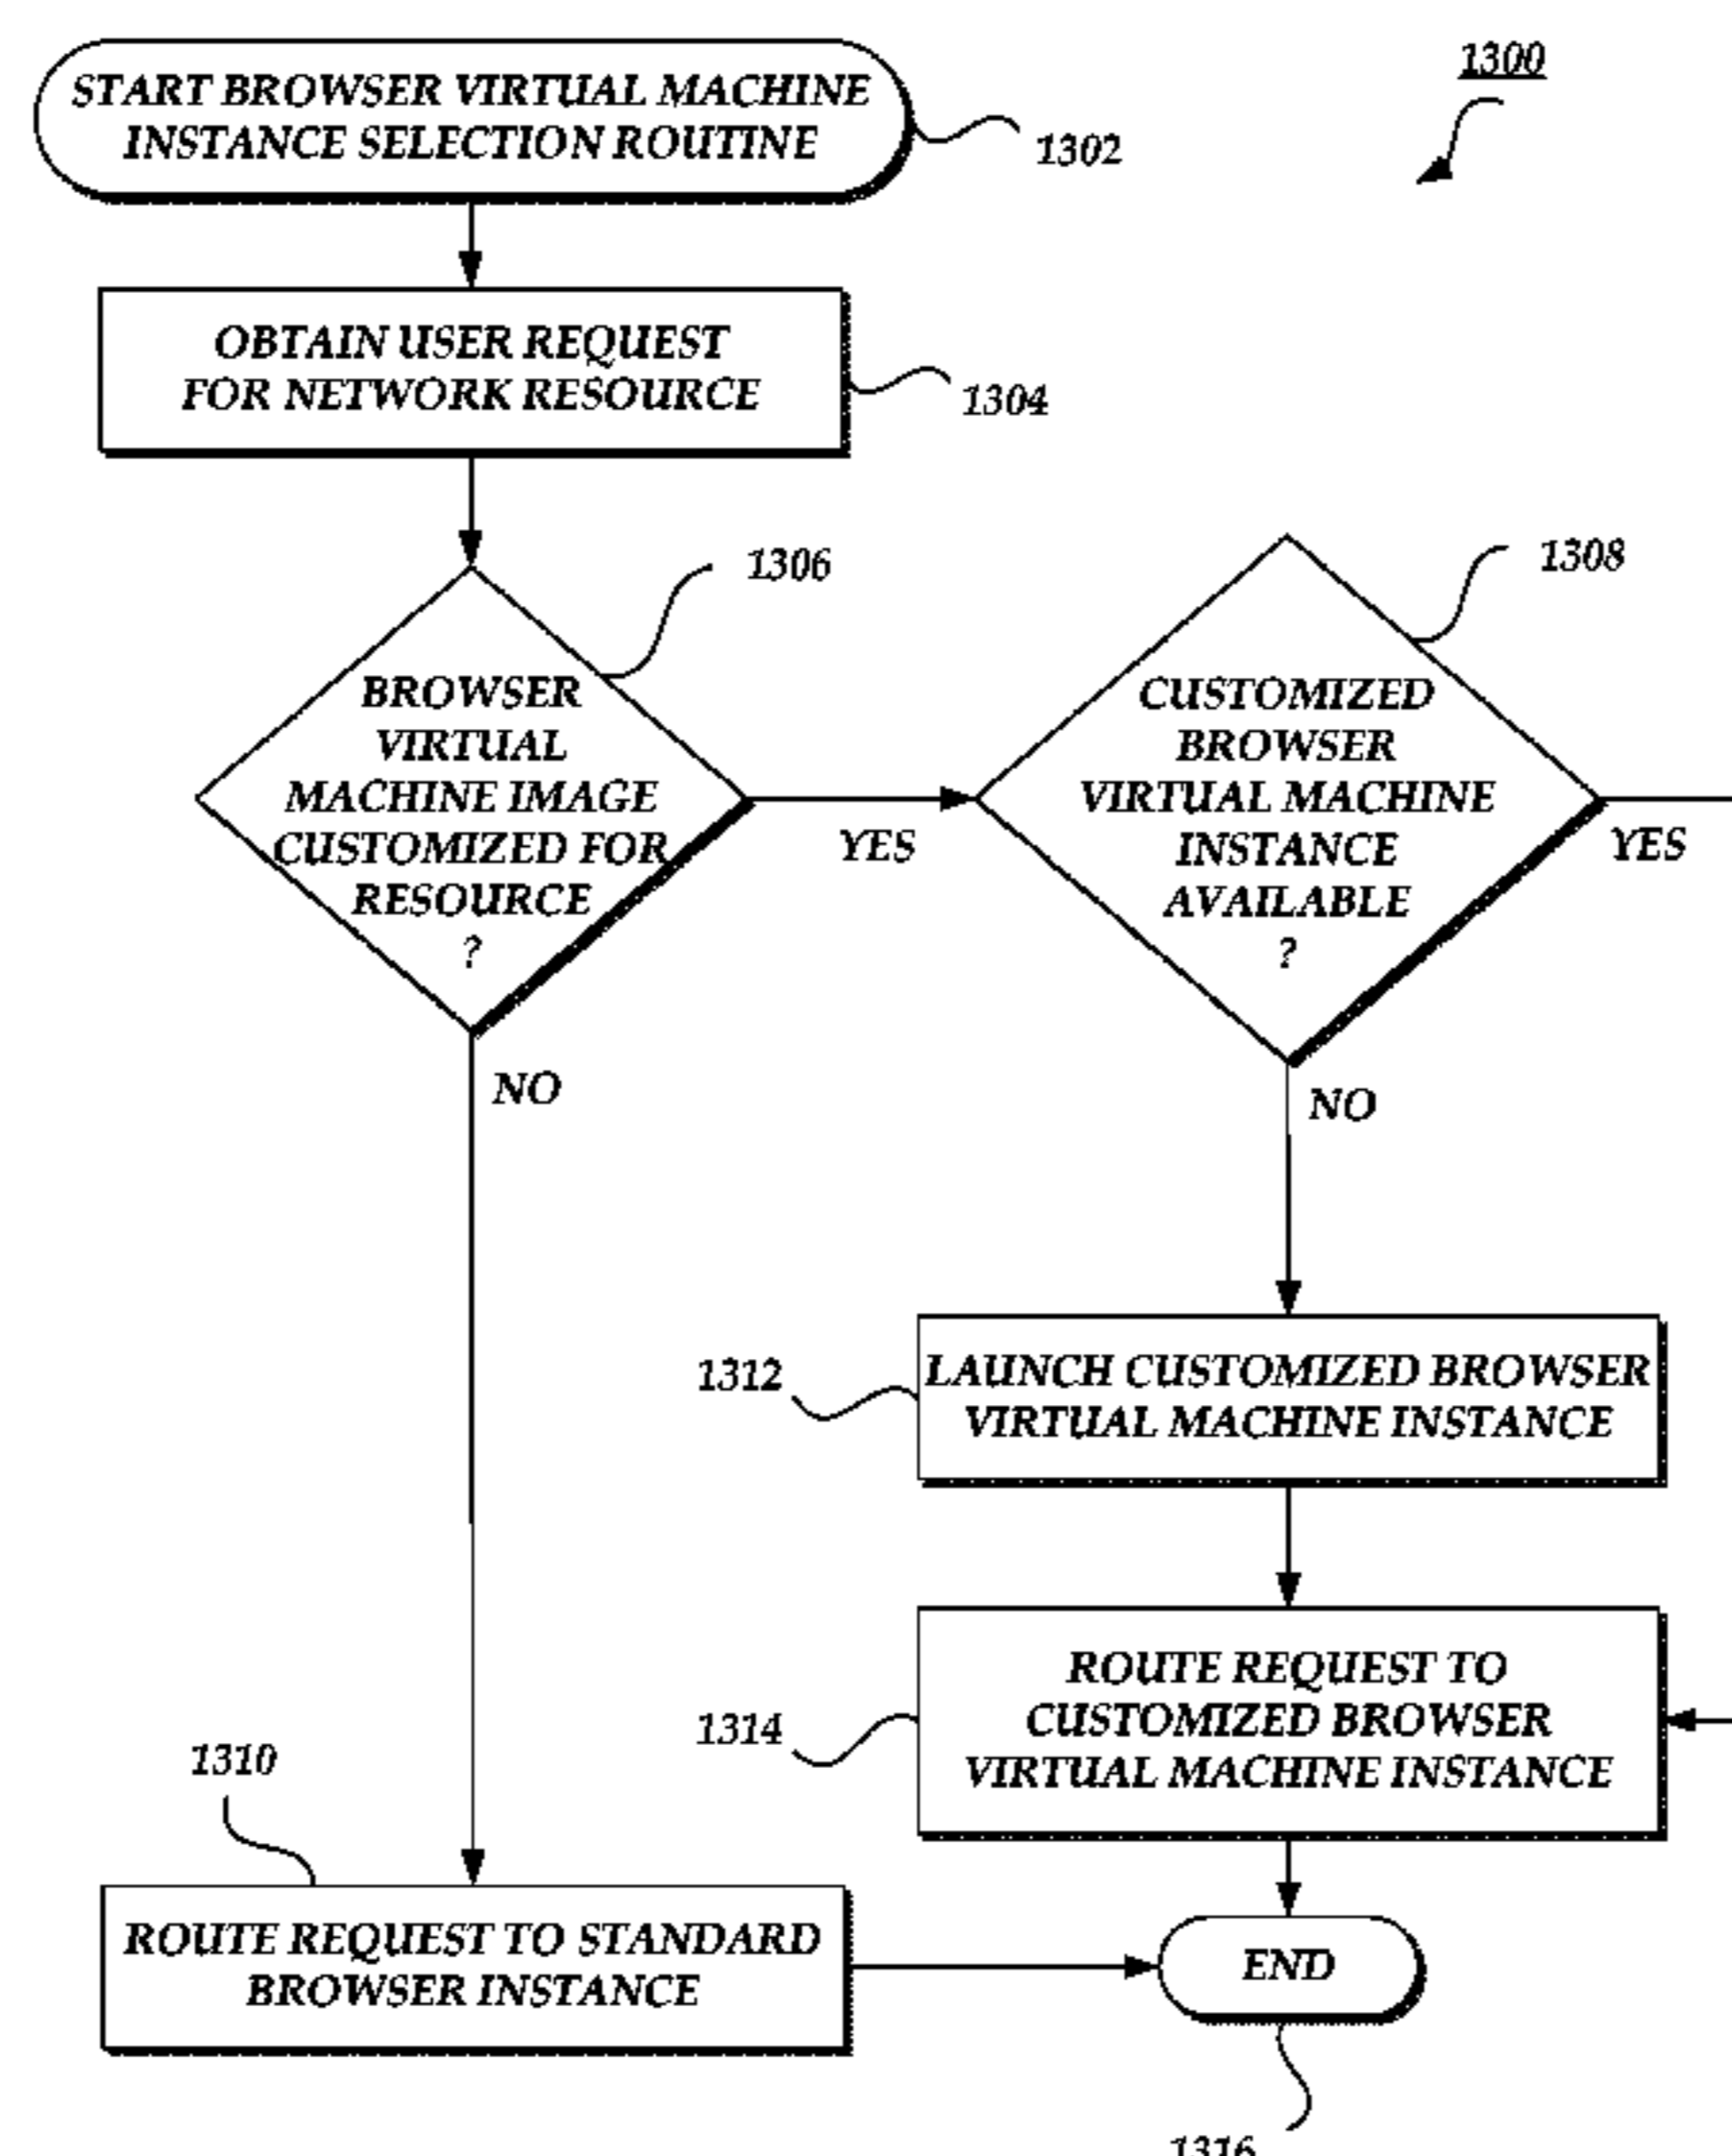 1300
START BROWSER VIRTUAL MACHINE
INSTANCE SELECTION ROUTINE
1302
OBTAIN USER REQUEST
FOR NETWORK RESOURCE
1304
1306
BROWSER
VIRTUAL
MACHINE IMAGE
CUSTOMIZED FOR
RESOURCE
?
YES
NO
1308
CUSTOMIZED
BROWSER
VIRTUAL MACHINE
INSTANCE
AVAILABLE
?
YES
NO
1312
LAUNCH CUSTOMIZED BROWSER
VIRTUAL MACHINE INSTANCE
1314
ROUTE REQUEST TO
CUSTOMIZED BROWSER
VIRTUAL MACHINE INSTANCE
1310
ROUTE REQUEST TO STANDARD
BROWSER INSTANCE
END
1316